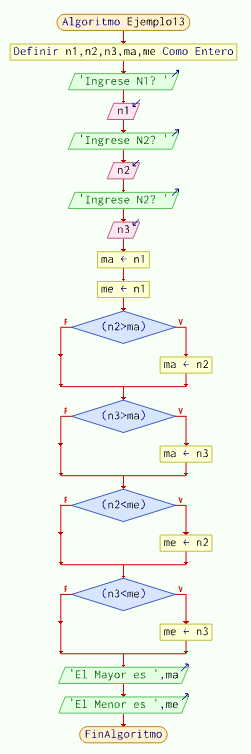 Algoritmo Ejemplo13
Definir n1,n2,n3,ma,me Como Entero
'Ingrese N1? '
n1
'Ingrese N2? '
n2
'Ingrese N2? '
n3
ma ← n1
me ← n1
F (n2>ma) V
ma ← n2
F (n3>ma) V
ma ← n3
F (n2<me) V
me ← n2
F (n3<me) V
me ← n3
'El Mayor es ',ma
'El Menor es ',me
FinAlgoritmo